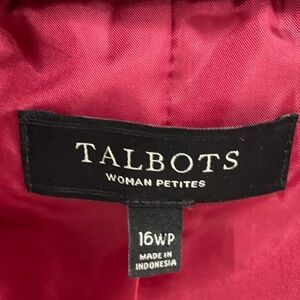 TALBOTS
WOMAN PETITES
16WP
MADE IN
INDONESIA